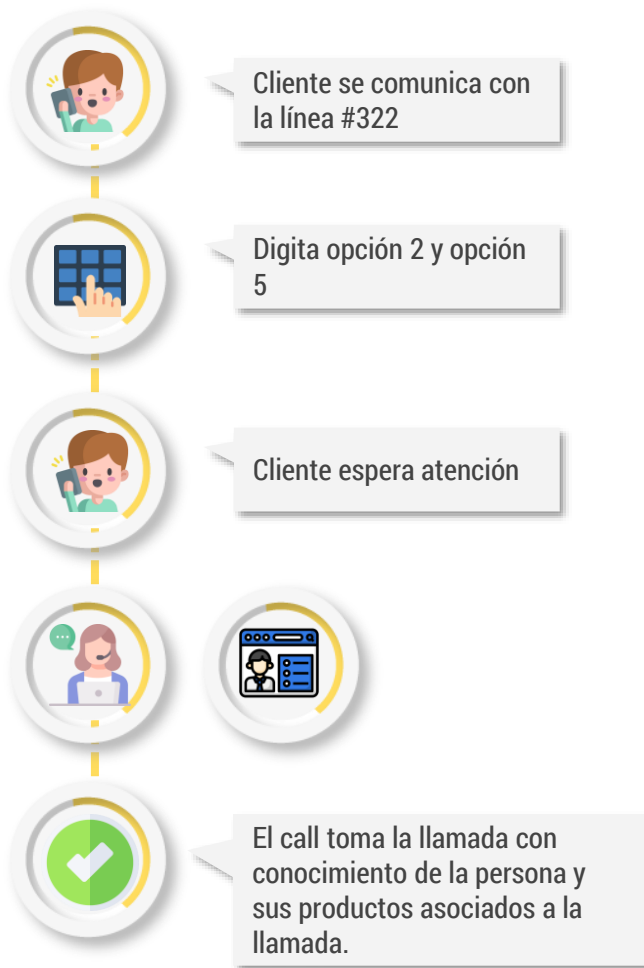 Cliente se comunica con
la línea #322
Digita opción 2 y opción
5
Cliente espera atención
El call toma la llamada con
conocimiento de la persona y
sus productos asociados a la
llamada.